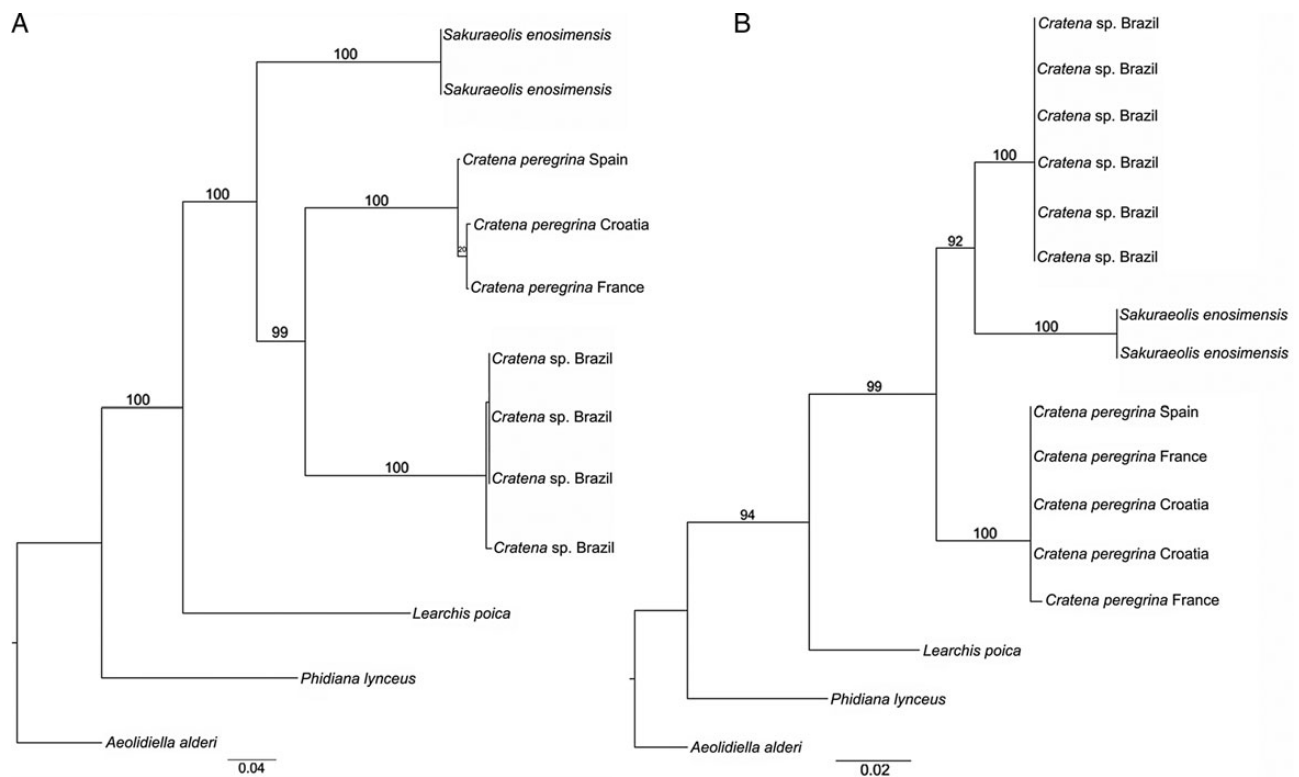 A
100
Sakuraeolis enosimensis
Sakuraeolis enosimensis
100
Cratena peregrina Spain
100
Cratena peregrina Croatia
20
Cratena peregrina France
99
Cratena sp. Brazil
100
Cratena sp. Brazil
100
Cratena sp. Brazil
Cratena sp. Brazil
Learchis poica
Phidiana lynceus
Aeolidiella alderi
0.04
B
Cratena sp. Brazil
Cratena sp. Brazil
Cratena sp. Brazil
100
Cratena sp. Brazil
Cratena sp. Brazil
92
Cratena sp. Brazil
Sakuraeolis enosimensis
100
Sakuraeolis enosimensis
99
Cratena peregrina Spain
Cratena peregrina France
Cratena peregrina Croatia
94
100
Cratena peregrina Croatia
Cratena peregrina France
Learchis poica
Phidiana lynceus
Aeolidiella alderi
0.02